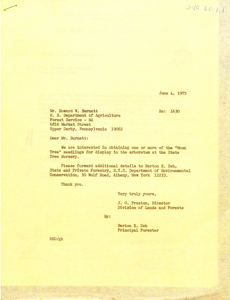 June 4, 1975
Mr. Howard W. Burnett
U. S. Department of Agriculture
Forest Service - NA
6816 Market Street
Upper Darby, Pennsylvania 19082
Re: 1630
Dear Mr. Burnett:
We are interested in obtaining one or more of the "Moon
Tree" seedlings for display in the arboretum at the State
Tree Nursery.
Please forward additional details to Burton E. Zeh,
State and Private Forestry, N.Y.S. Department of Environmental
Conservation, 50 Wolf Road, Albany, New York 12233.
Thank you.
Very truly yours,
J. O. Preston, Director
Division of Lands and Forests
By:
Burton E. Zeh
Principal Forester